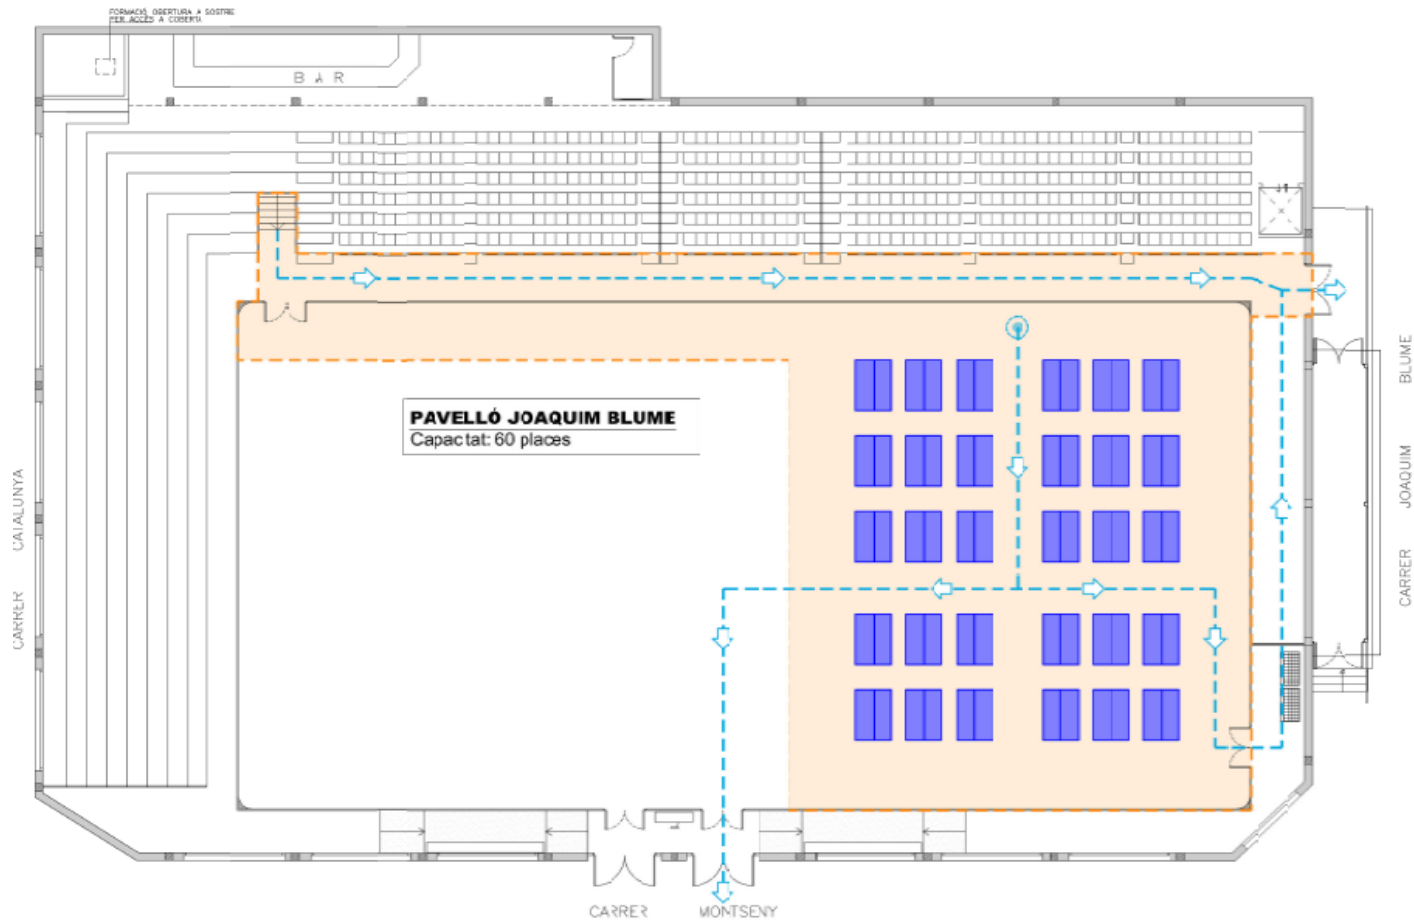 FORMACIÓ OBERTURA A SOSTRE
PER ACCÉS A COBERTA
BAR
PAVELLÓ JOAQUIM BLUME
Capactat: 60 places
CARRER CATALUNYA
CARRER JOAQUIM BLUME
CARRER MONTSENY